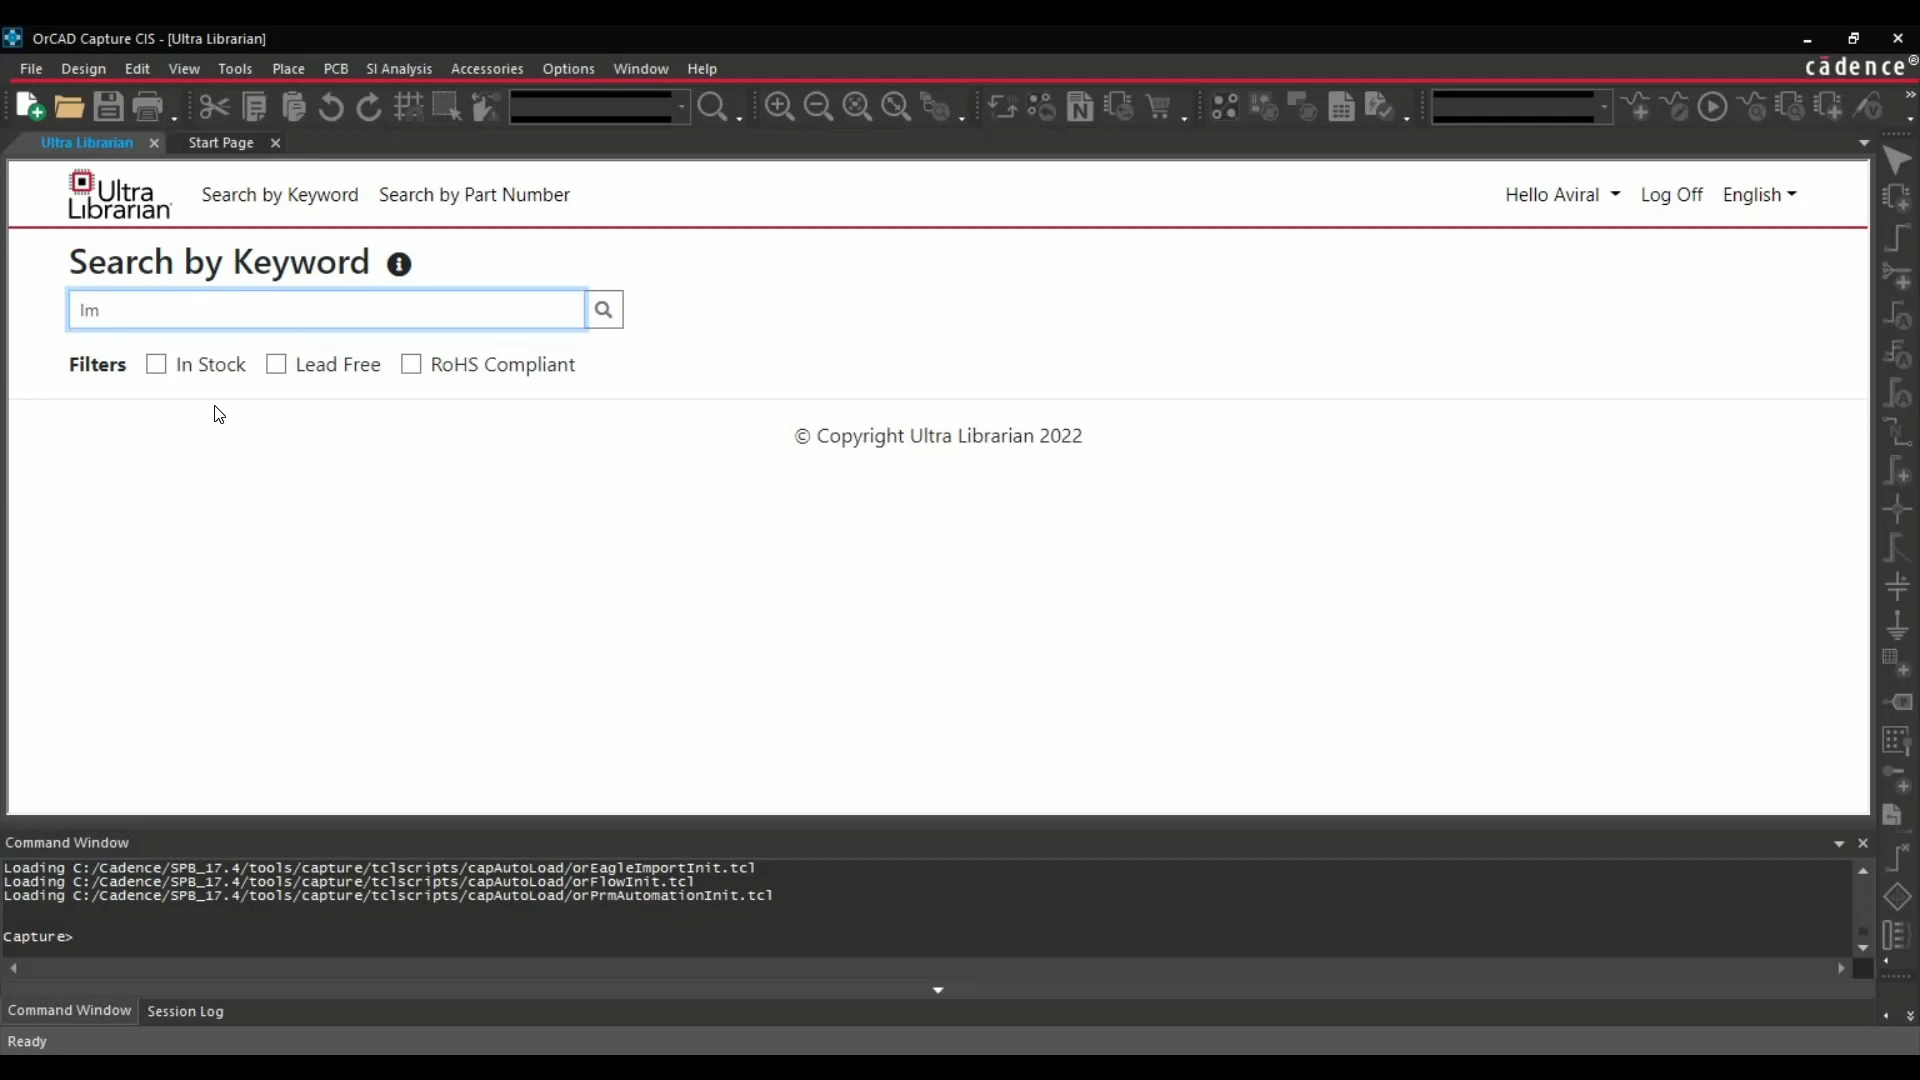 OrCAD Capture CIS - [Ultra Librarian]
File Design Edit View Tools Place PCB SI Analysis Accessories Options Window Help
cādence®
Ultra Librarian Start Page
Ultra
Librarian
Search by Keyword Search by Part Number
Hello Aviral Log Off English
Search by Keyword
lm
Filters In Stock Lead Free RoHS Compliant
© Copyright Ultra Librarian 2022
Command Window
Loading C:/Cadence/SPB_17.4/tools/capture/tclscripts/capAutoLoad/orEagleImportInit.tcl
Loading C:/Cadence/SPB_17.4/tools/capture/tclscripts/capAutoLoad/orFlowInit.tcl
Loading C:/Cadence/SPB_17.4/tools/capture/tclscripts/capAutoLoad/orPrmAutomationInit.tcl
Capture>
Command Window Session Log
Ready